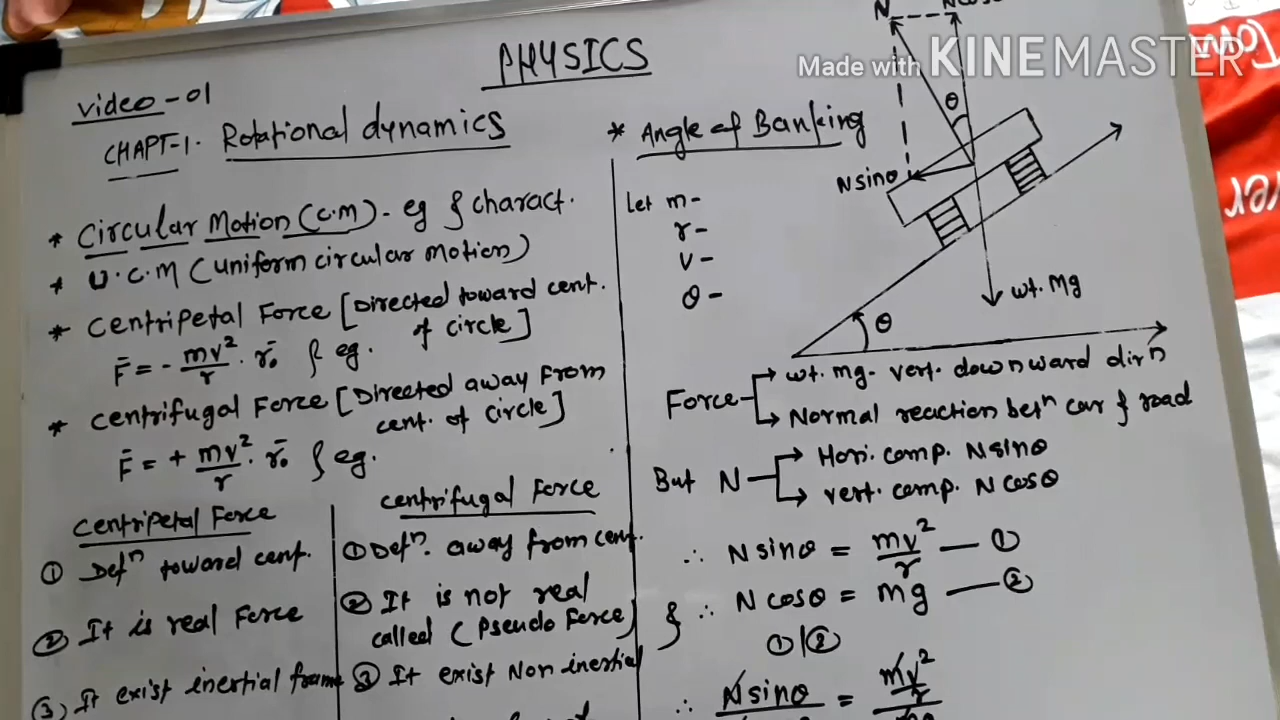 PHYSICS
Made with KINEMASTER
video-01
CHAPT-1. Rotational dynamics
* Circular Motion (C.M) - eg & charact.
* U.C.M (Uniform circular Motion)
* Centripetal Force [Directed toward cent. of circle]
F̄ = - mv²/r · r̄₀ & eg.
* Centrifugal Force [Directed away from cent. of circle]
F̄ = + mv²/r · r̄₀ & eg.
Centripetal Force
① Defⁿ toward cent.
② It is real Force
③ It exist inertial frame
Centrifugal Force
① Defⁿ. away from cent.
② It is not real
called (Pseudo Force)
③ It exist Non inertial
* Angle of Banking
Let m-
r-
v-
θ-
N
θ
N sinθ
wt. Mg
θ
Force
wt. mg - vert. downward dirⁿ
Normal reaction betⁿ car & road
But N
Hori. comp. N sinθ
vert. comp. N cosθ
∴ N sinθ = mv²/r — ①
& ∴ N cosθ = mg — ②
①/②
∴ N sinθ = mv²/r